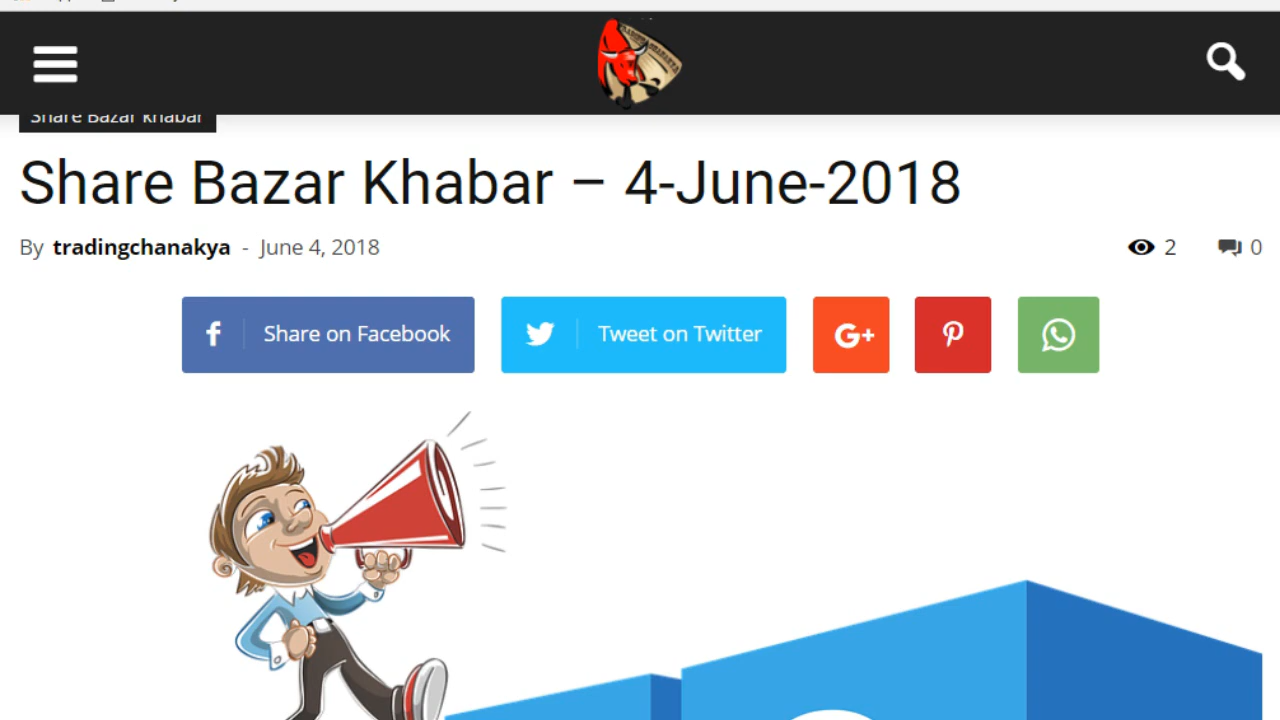 Share Bazar khabar
Share Bazar Khabar – 4-June-2018
By tradingchanakya - June 4, 2018 2 0
Share on Facebook Tweet on Twitter G+